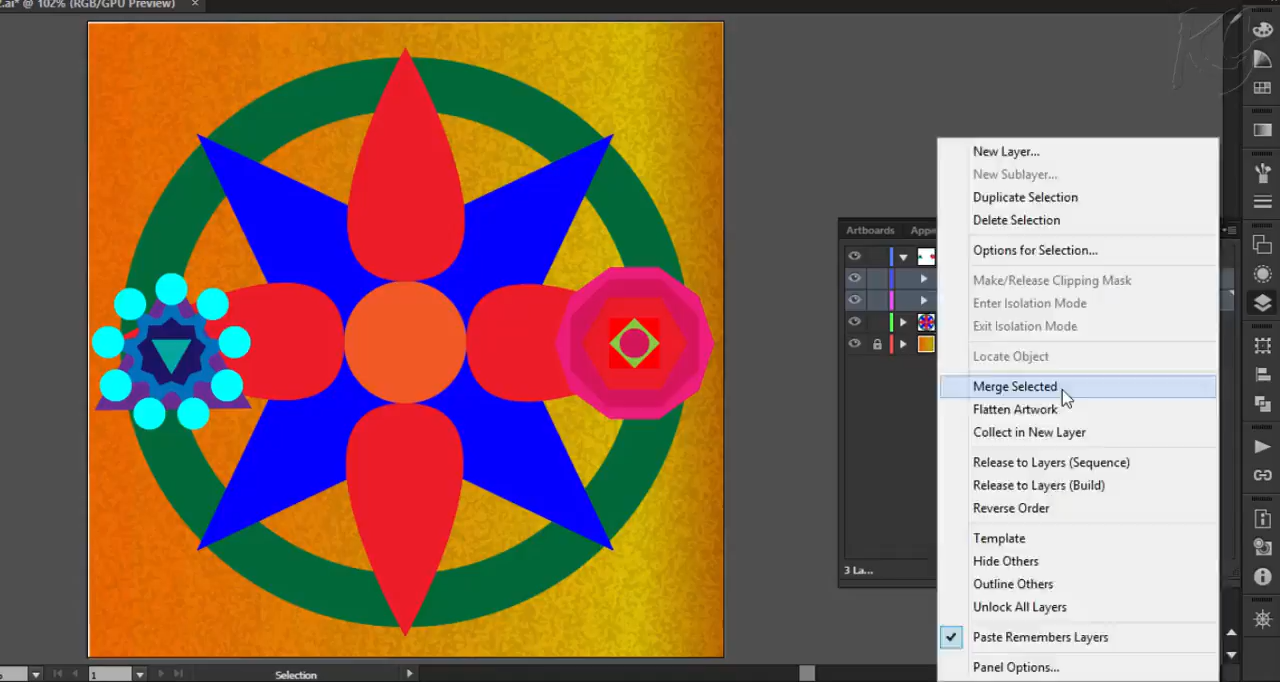 2.ai* @ 102% (RGB/GPU Preview) ×
New Layer...
New Sublayer...
Duplicate Selection
Delete Selection
Artboards Appe
Options for Selection...
Make/Release Clipping Mask
Enter Isolation Mode
Exit Isolation Mode
Locate Object
Merge Selected
Flatten Artwork
Collect in New Layer
Release to Layers (Sequence)
Release to Layers (Build)
Reverse Order
Template
Hide Others
3 La...
Outline Others
Unlock All Layers
Paste Remembers Layers
Panel Options...
1 Selection